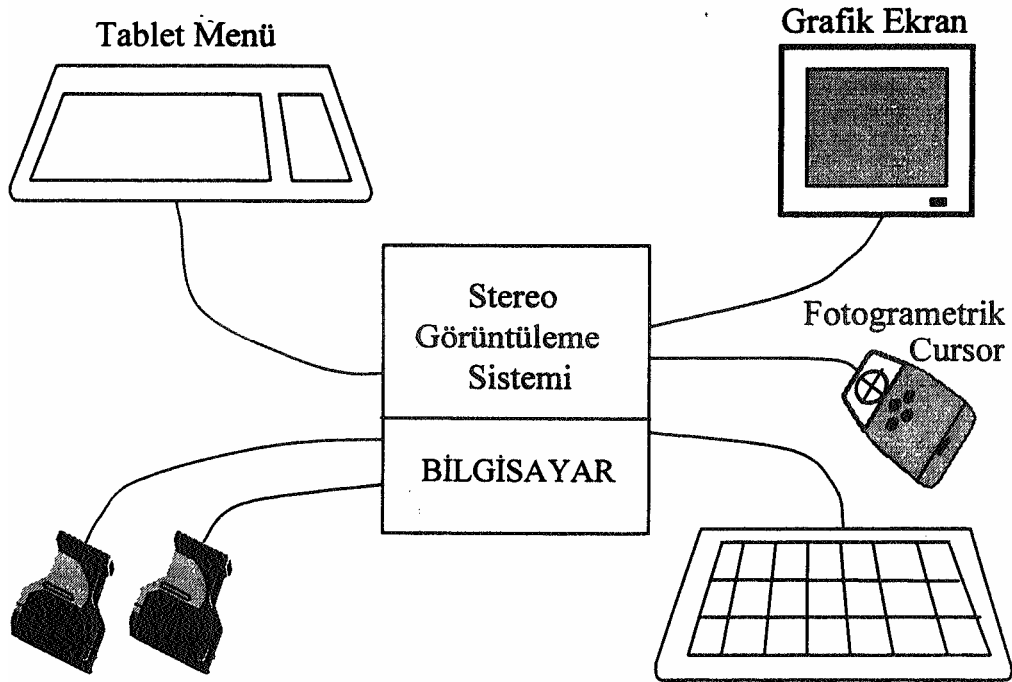 Tablet Menü
Grafik Ekran
Stereo
Görüntüleme
Sistemi
Fotogrametrik
Cursor
BİLGİSAYAR